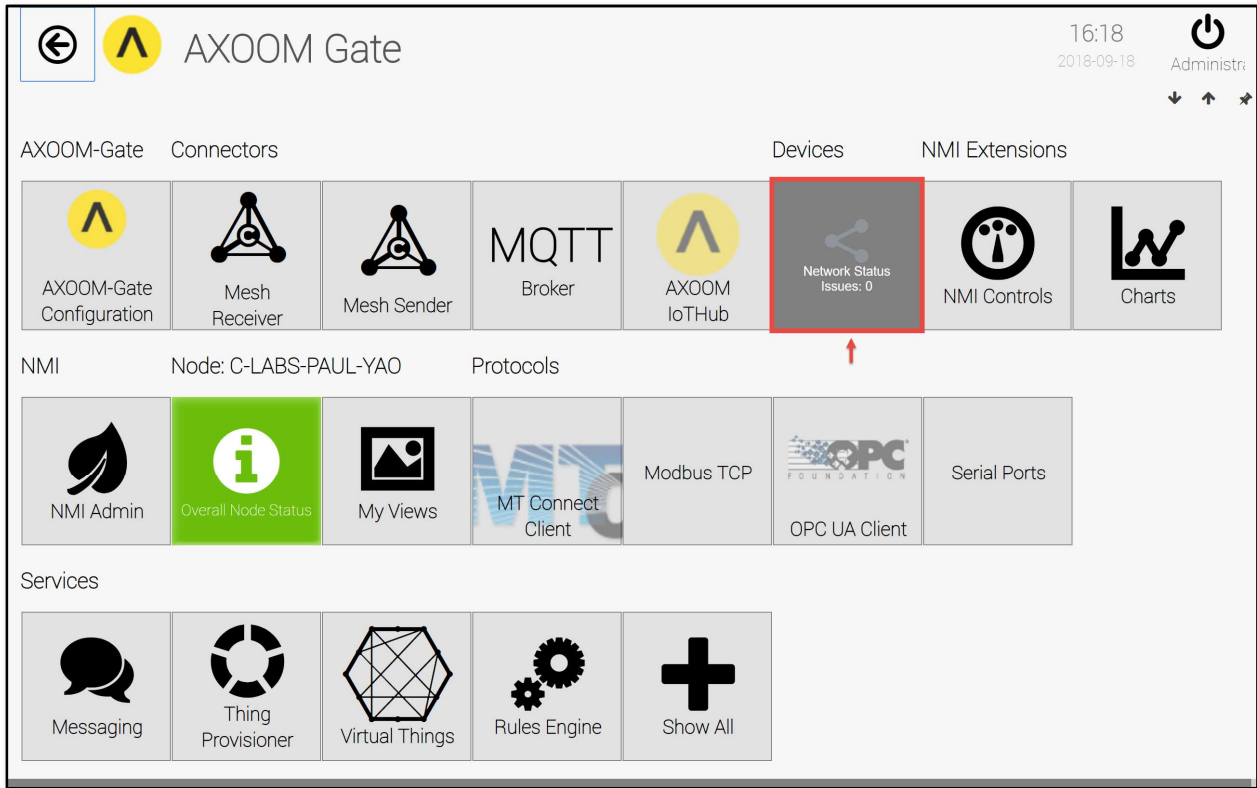 AXOOM Gate
16:18
2018-09-18
Administra
AXOOM-Gate
Connectors
Devices
NMI Extensions
AXOOM-Gate
Configuration
C
Mesh
Receiver
C
Mesh Sender
MQTT
Broker
AXOOM
IoTHub
Network Status
Issues: 0
NMI Controls
Charts
NMI
Node: C-LABS-PAUL-YAO
Protocols
NMI Admin
i
Overall Node Status
My Views
MTC
MT Connect
Client
Modbus TCP
OPC
FOUNDATION
OPC UA Client
Serial Ports
Services
Messaging
Thing
Provisioner
Virtual Things
Rules Engine
Show All